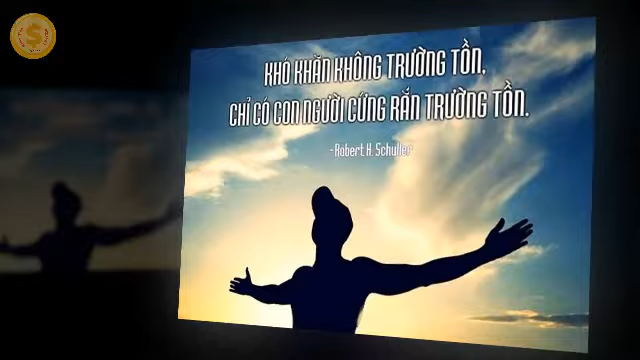 KHÓ KHĂN KHÔNG TRƯỜNG TỒN,
CHỈ CÓ CON NGƯỜI CỨNG RẮN TRƯỜNG TỒN.
-Robert H. Schuller